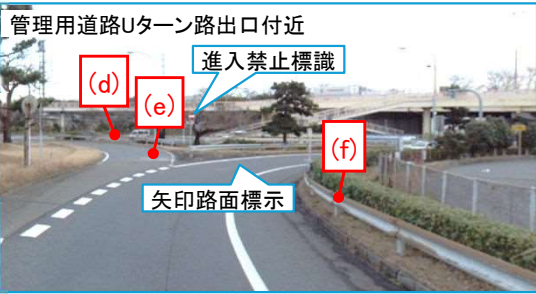 管理用道路Uターン路出口付近
進入禁止標識
(d)
(e)
(f)
矢印路面標示